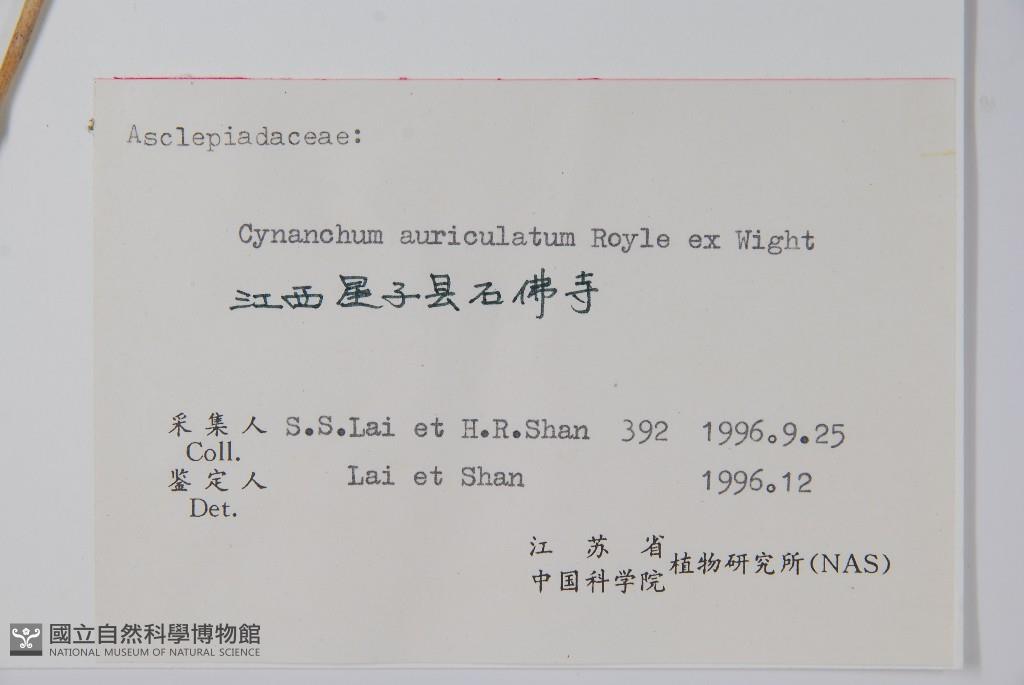 Asclepiadaceae:
Cynanchum auriculatum Royle ex Wight
江西星子县石佛寺
采集人 S.S.Lai et H.R.Shan 392 1996.9.25
Coll.
鉴定人 Lai et Shan 1996.12
Det.
江苏省
中国科学院 植物研究所(NAS)
國立自然科學博物館
NATIONAL MUSEUM OF NATURAL SCIENCE